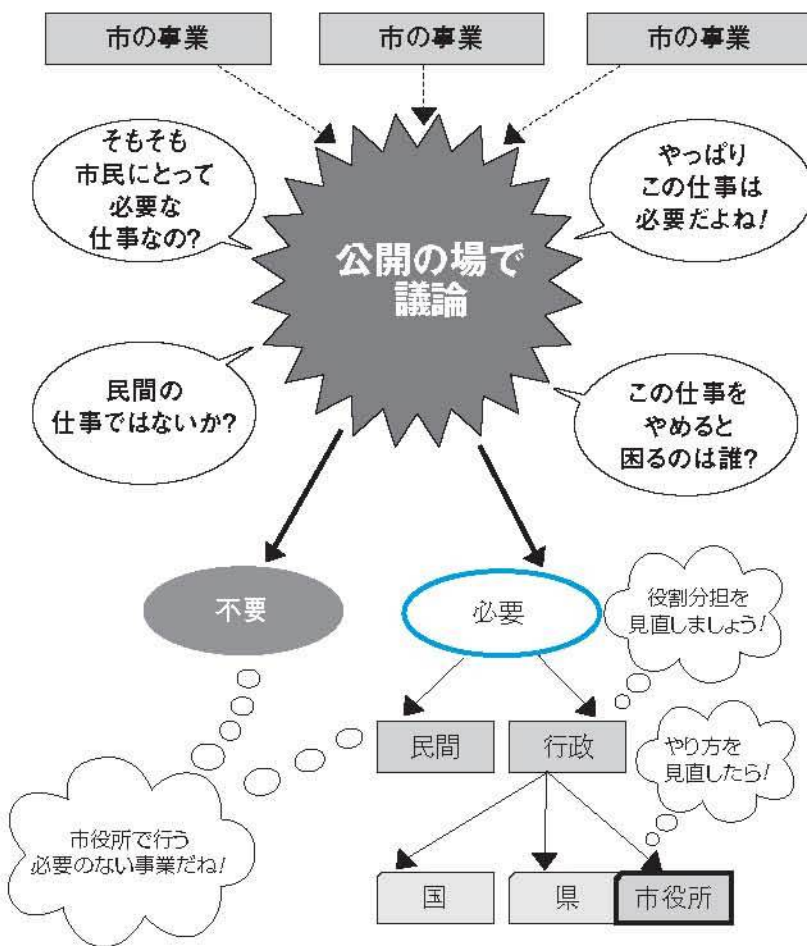 市の事業
市の事業
市の事業
そもそも
市民にとって
必要な
仕事なの?
やっぱり
この仕事は
必要だよね!
公開の場で
議論
民間の
仕事ではないか?
この仕事を
やめると
困るのは誰?
不要
必要
役割分担を
見直しましょう!
民間
行政
やり方を
見直したら!
市役所で行う
必要のない事業だね!
国
県
市役所